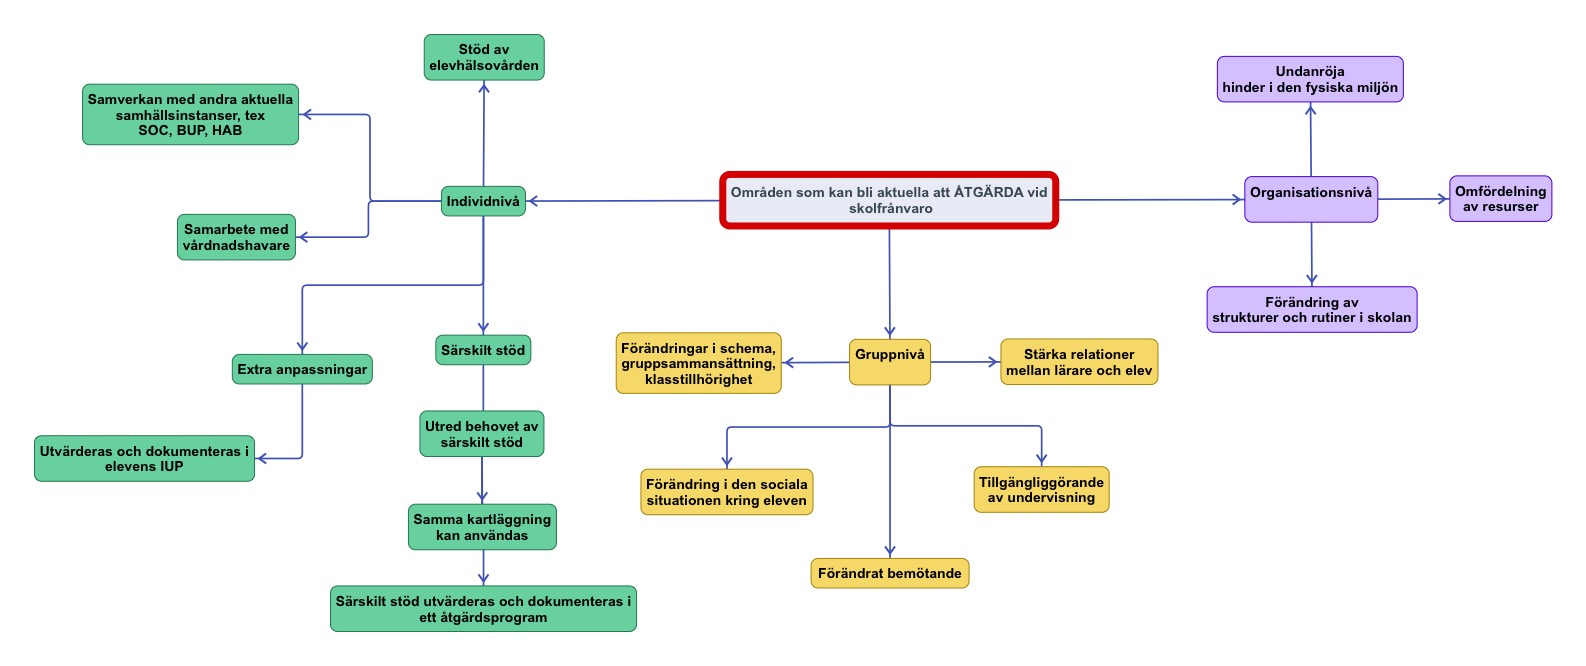 Stöd av
elevhälsovården
Samverkan med andra aktuella
samhällsinstanser, tex
SOC, BUP, HAB
Individnivå
Samarbete med
vårdnadshavare
Extra anpassningar
Utvärderas och dokumenteras i
elevens IUP
Särskilt stöd
Utred behovet av
särskilt stöd
Samma kartläggning
kan användas
Särskilt stöd utvärderas och dokumenteras i
ett åtgärdsprogram
Områden som kan bli aktuella att ÅTGÄRDA vid
skolfrånvaro
Gruppnivå
Förändringar i schema,
gruppsammansättning,
klasstillhörighet
Stärka relationer
mellan lärare och elev
Förändring i den sociala
situationen kring eleven
Tillgängliggörande
av undervisning
Förändrat bemötande
Undanröja
hinder i den fysiska miljön
Organisationsnivå
Omfördelning
av resurser
Förändring av
strukturer och rutiner i skolan